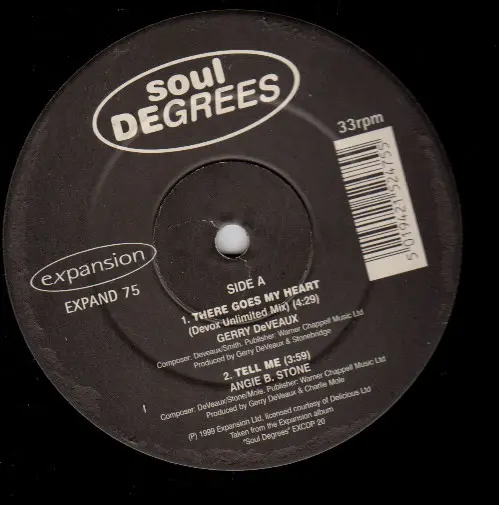 soul
DEGREES
33rpm
5 019421 524755
expansion
EXPAND 75
SIDE A
1. THERE GOES MY HEART
(Devox Unlimited Mix) (4:29)
GERRY DeVEAUX
Composer: Deveaux/Smith. Publisher: Warner Chappell Music Ltd
Produced by Gerry DeVeaux & Stonebridge
2. TELL ME (3:59)
ANGIE B. STONE
Composer: DeVeaux/Stone/Mole. Publisher: Warner Chappell Music Ltd
Produced by Gerry DeVeaux & Charlie Mole
(P) 1999 Expansion Ltd, licensed courtesy of Delicious Ltd
Taken from the Expansion album
"Soul Degrees" EXCDP 20